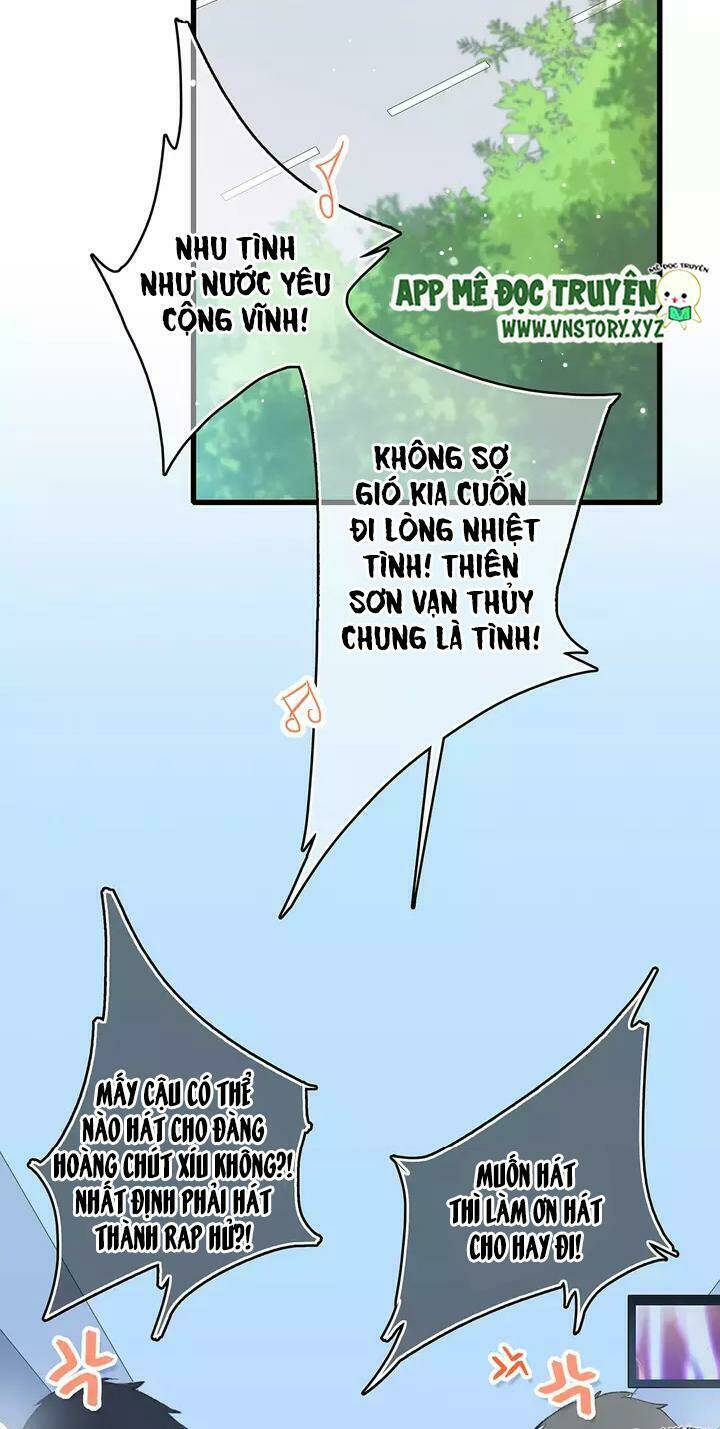 NHU TÌNH
NHƯ NƯỚC YÊU
CỘNG VĨNH!
MÊ ĐỌC TRUYỆN
APP MÊ ĐỌC TRUYỆN
WWW.VNSTORY.XYZ
KHÔNG SỢ
GIÓ KIA CUỐN
ĐI LÒNG NHIỆT
TÌNH! THIÊN
SƠN VẠN THỦY
CHUNG LÀ TÌNH!
MẤY CẬU CÓ THỂ
NÀO HÁT CHO ĐÀNG
HOÀNG CHÚT XÍU KHÔNG?!
NHẤT ĐỊNH PHẢI HÁT
THÀNH RAP HỬ?!
MUỐN HÁT
THÌ LÀM ƠN HÁT
CHO HAY ĐI!